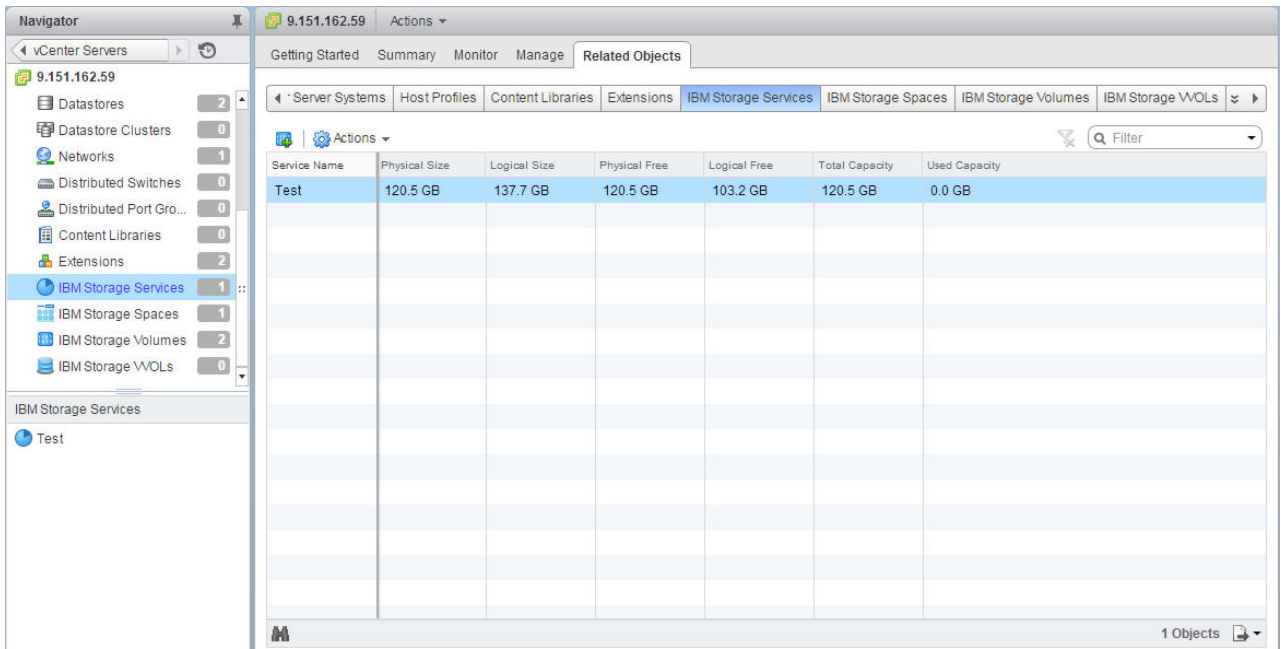 Navigator
vCenter Servers
9.151.162.59
Datastores 2
Datastore Clusters 0
Networks 1
Distributed Switches 0
Distributed Port Gro... 0
Content Libraries 0
Extensions 2
IBM Storage Services 1
IBM Storage Spaces 1
IBM Storage Volumes 2
IBM Storage VVOLs 0
IBM Storage Services
Test
9.151.162.59 Actions
Getting Started Summary Monitor Manage Related Objects
Server Systems Host Profiles Content Libraries Extensions IBM Storage Services IBM Storage Spaces IBM Storage Volumes IBM Storage VVOLs
Actions Filter
Service Name Physical Size Logical Size Physical Free Logical Free Total Capacity Used Capacity
Test 120.5 GB 137.7 GB 120.5 GB 103.2 GB 120.5 GB 0.0 GB
1 Objects